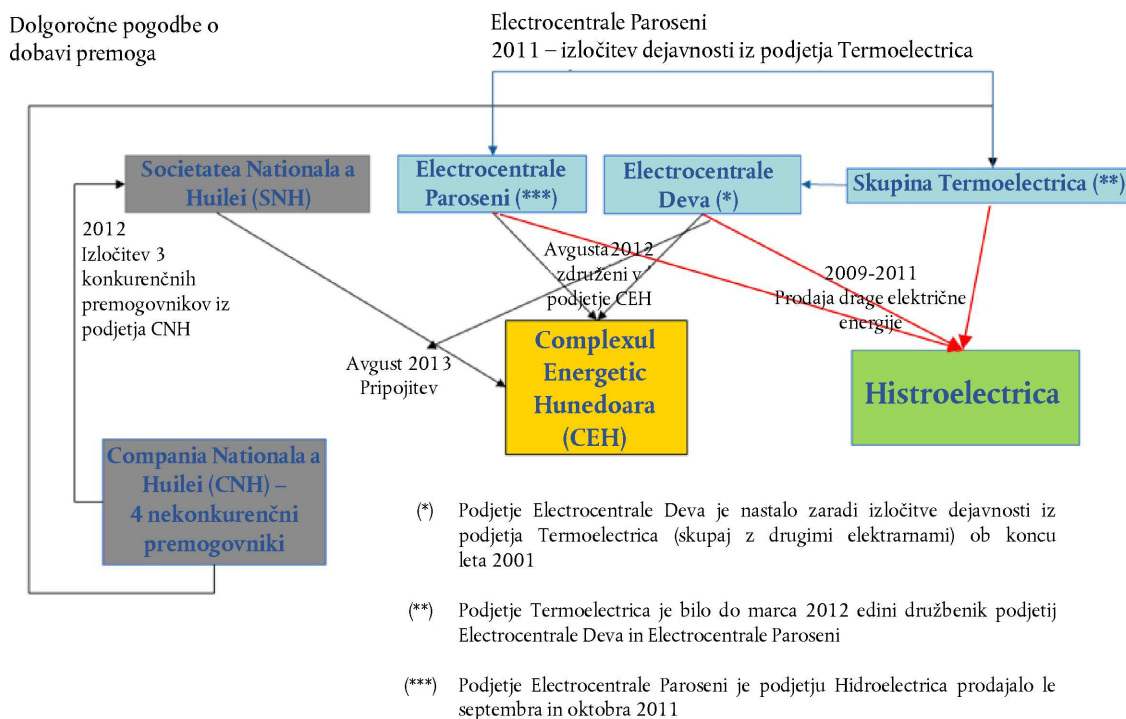 Dolgoročne pogodbe o
dobavi premoga
Electrocentrale Paroseni
2011 – izločitev dejavnosti iz podjetja Termoelectrica
Societatea Nationala a
Huilei (SNH)
Electrocentrale
Paroseni (***)
Electrocentrale
Deva (*)
Skupina Termoelectrica (**)
2012
Izločitev 3
konkurenčnih
premogovnikov iz
podjetja CNH
Avgusta 2012
združeni v
podjetje CEH
2009-2011
Prodaja drage električne
energije
Avgust 2013
Pripojitev
Complexul
Energetic
Hunedoara
(CEH)
Histroelectrica
Compania Nationala a
Huilei (CNH) –
4 nekonkurenčni
premogovniki
(*) Podjetje Electrocentrale Deva je nastalo zaradi izločitve dejavnosti iz
podjetja Termoelectrica (skupaj z drugimi elektrarnami) ob koncu
leta 2001
(**) Podjetje Termoelectrica je bilo do marca 2012 edini družbenik podjetij
Electrocentrale Deva in Electrocentrale Paroseni
(***) Podjetje Electrocentrale Paroseni je podjetju Hidroelectrica prodajalo le
septembra in oktobra 2011